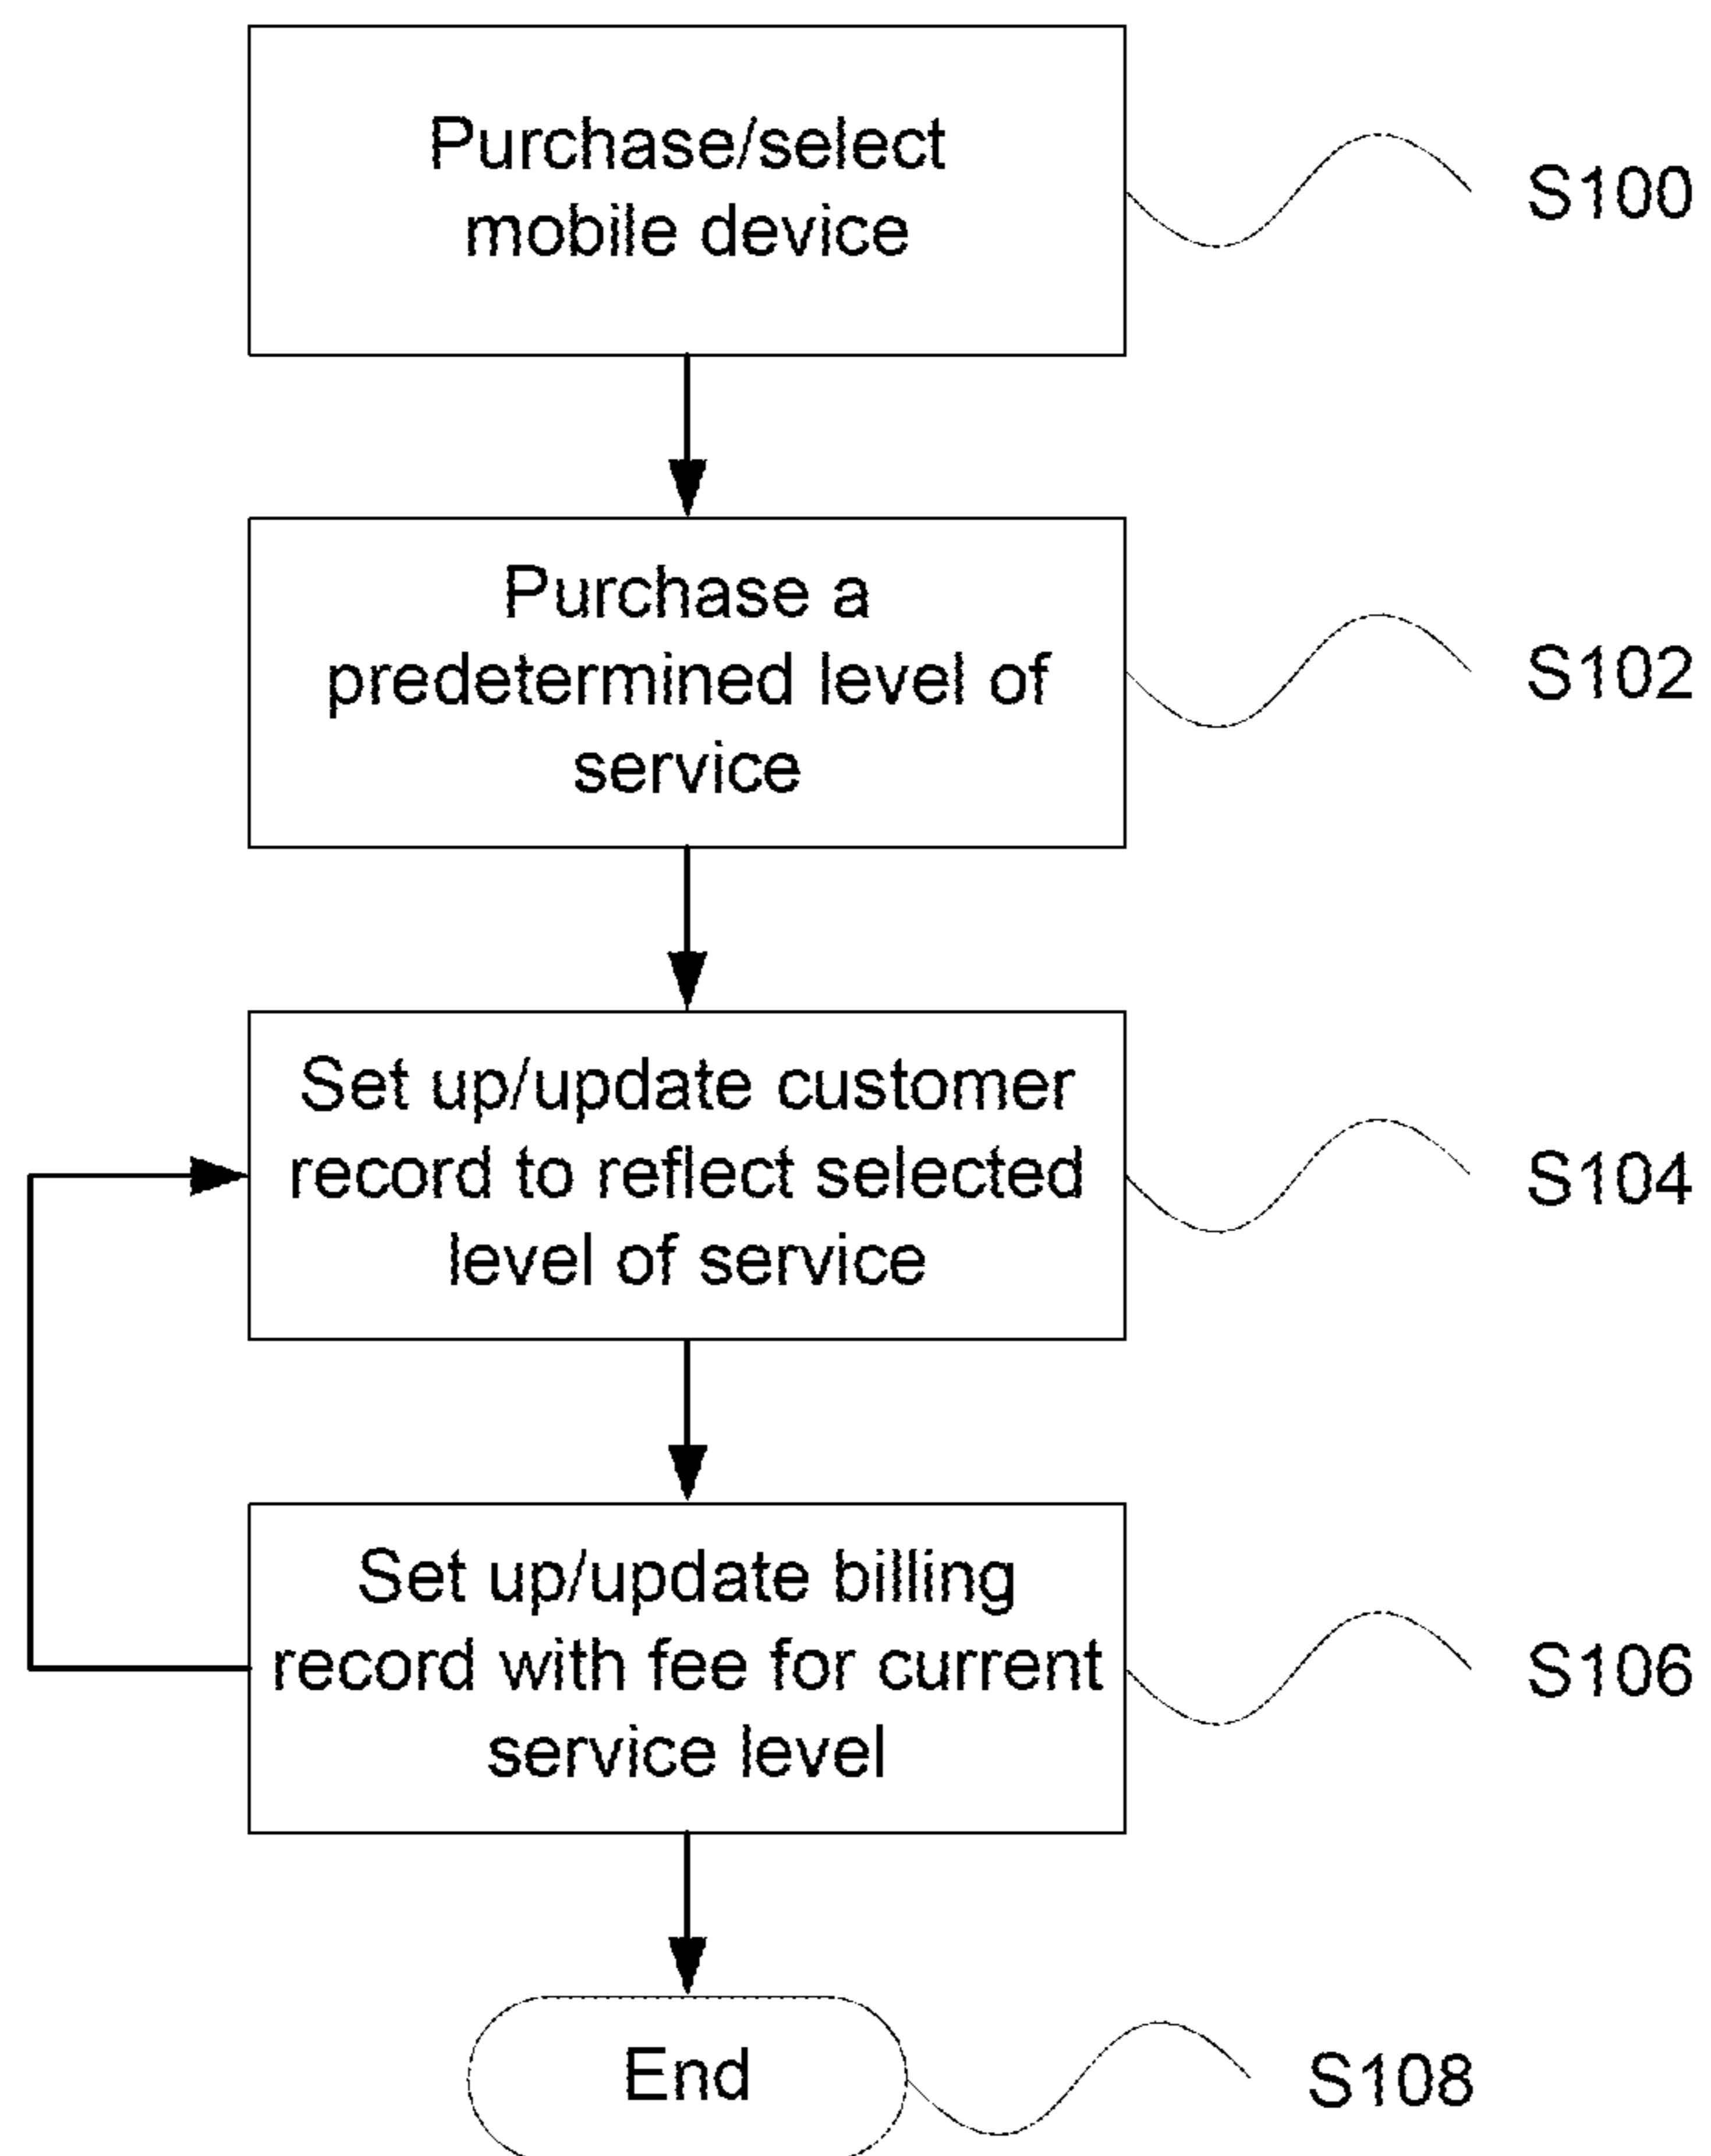 Purchase/select
mobile device
S100
Purchase a
predetermined level of
service
S102
Set up/update customer
record to reflect selected
level of service
S104
Set up/update billing
record with fee for current
service level
S106
End
S108